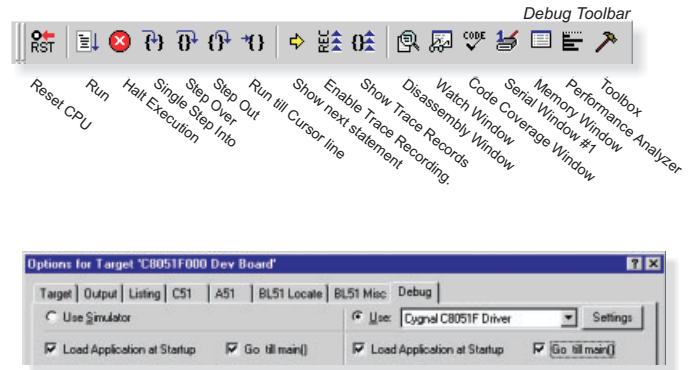 Debug Toolbar
RST
REC
CODE
Reset CPU
Run
Halt Execution
Single Step Into
Step Over
Step Out
Run till Cursor line
Show next statement
Enable Trace Recording.
Show Trace Records
Disassembly Window
Watch Window
Code Coverage Window
Serial Window #1
Memory Window
Performance Analyzer
Toolbox
Options for Target 'C8051F000 Dev Board'
Target Output Listing C51 A51 BL51 Locate BL51 Misc Debug
Use Simulator Use: Cygnal C8051F Driver Settings
Load Application at Startup Go till main() Load Application at Startup Go till main()